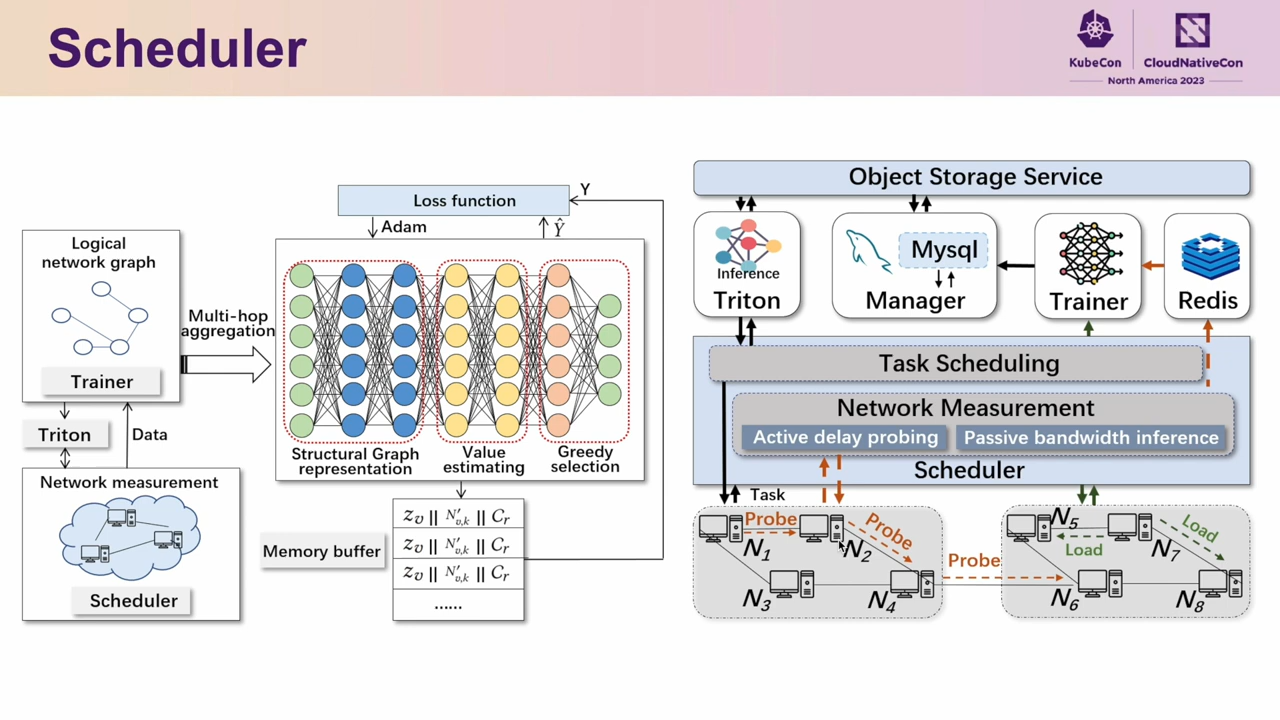 Scheduler
KubeCon
CloudNativeCon
North America 2023
Logical
network graph
Trainer
Triton
Data
Network measurement
Scheduler
Multi-hop
aggregation
Loss function
Y
Adam
Ŷ
Structural Graph
representation
Value
estimating
Greedy
selection
Memory buffer
z_v || N'_{v,k} || C_r
z_v || N'_{v,k} || C_r
z_v || N'_{v,k} || C_r
......
Object Storage Service
Inference
Triton
Mysql
Manager
Trainer
Redis
Task Scheduling
Network Measurement
Active delay probing
Passive bandwidth inference
Scheduler
Task
Probe
N1
N2
Probe
N3
N4
Probe
N5
Load
N7
Load
N6
N8